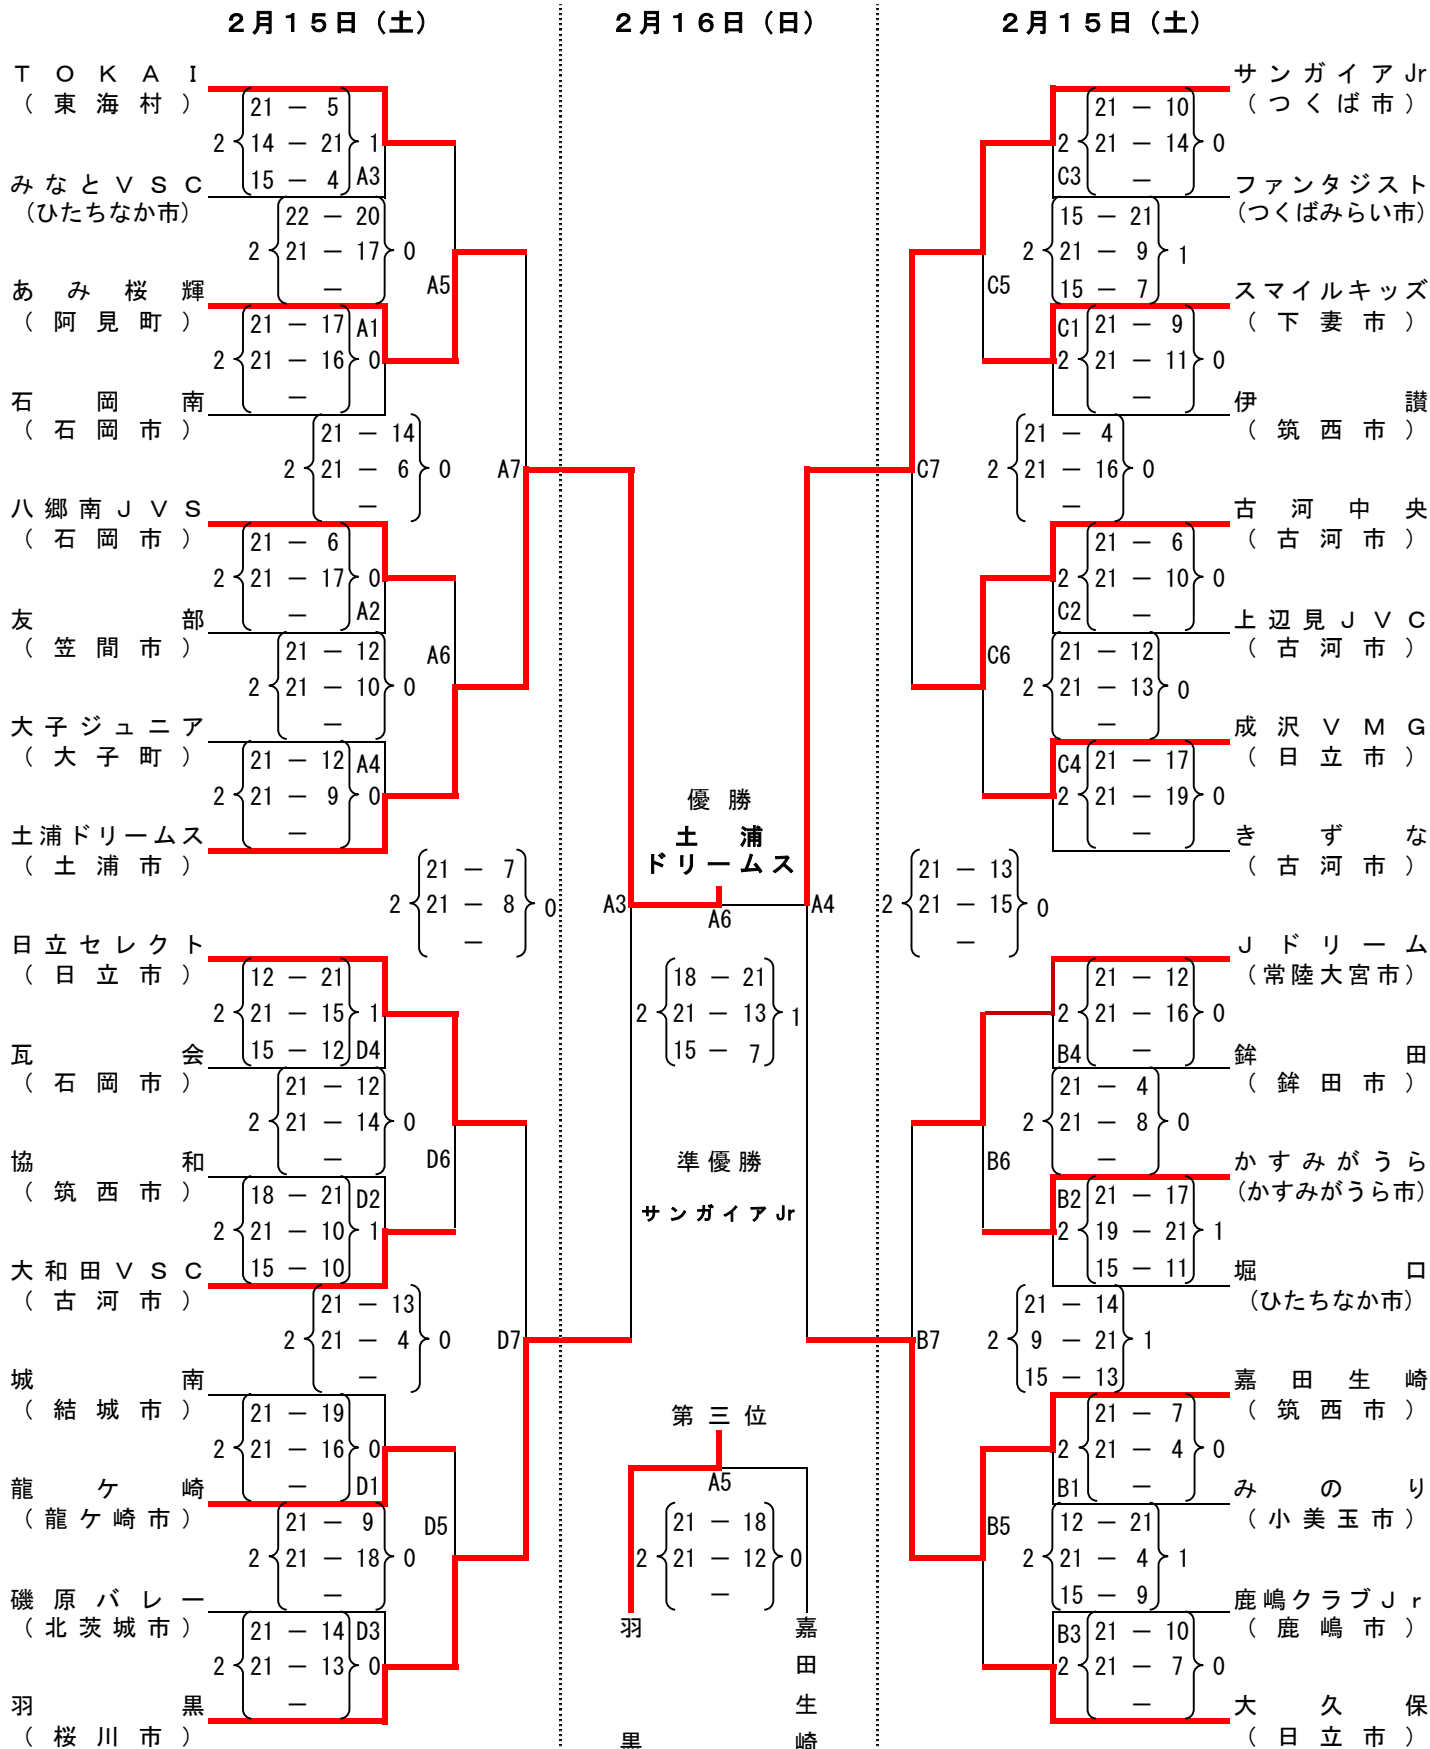 2月15日（土）
2月16日（日）
2月15日（土）
TOKAI
（東海村）
21 － 5
2 14 － 21 1
15 － 4 A3
みなとVSC
（ひたちなか市）
22 － 20
2 21 － 17 0
－
A5
あみ桜輝
（阿見町）
21 － 17 A1
2 21 － 16 0
－
石岡南
（石岡市）
21 － 14
2 21 － 6 0
－
A7
八郷南JVS
（石岡市）
21 － 6
2 21 － 17 0
－ A2
友部
（笠間市）
21 － 12
2 21 － 10 0
－
A6
大子ジュニア
（大子町）
21 － 12 A4
2 21 － 9 0
－
土浦ドリームス
（土浦市）
21 － 7
2 21 － 8 0
－
A3
日立セレクト
（日立市）
12 － 21
2 21 － 15 1
15 － 12 D4
瓦会
（石岡市）
21 － 12
2 21 － 14 0
－
D6
協和
（筑西市）
18 － 21 D2
2 21 － 10 1
15 － 10
大和田VSC
（古河市）
21 － 13
2 21 － 4 0
－
D7
城南
（結城市）
21 － 19
2 21 － 16 0
－ D1
龍ケ崎
（龍ケ崎市）
21 － 9
2 21 － 18 0
－
D5
磯原バレー
（北茨城市）
21 － 14 D3
2 21 － 13 0
－
羽黒
（桜川市）
優勝
土浦
ドリームス
A6
18 － 21
2 21 － 13 1
15 － 7
準優勝
サンガイアJr
第三位
A5
21 － 18
2 21 － 12 0
－
羽黒
嘉田生崎
サンガイアJr
（つくば市）
21 － 10
2 21 － 14 0
C3 －
ファンタジスト
（つくばみらい市）
15 － 21
2 21 － 9 1
15 － 7
C5
スマイルキッズ
（下妻市）
C1 21 － 9
2 21 － 11 0
－
伊讃
（筑西市）
21 － 4
2 21 － 16 0
－
C7
古河中央
（古河市）
21 － 6
2 21 － 10 0
C2 －
上辺見JVC
（古河市）
21 － 12
2 21 － 13 0
－
C6
成沢VMG
（日立市）
C4 21 － 17
2 21 － 19 0
－
きずな
（古河市）
21 － 13
2 21 － 15 0
－
A4
Jドリーム
（常陸大宮市）
21 － 12
2 21 － 16 0
B4 －
鉾田
（鉾田市）
21 － 4
2 21 － 8 0
－
B6
かすみがうら
（かすみがうら市）
B2 21 － 17
2 19 － 21 1
15 － 11
堀口
（ひたちなか市）
21 － 14
2 9 － 21 1
15 － 13
B7
嘉田生崎
（筑西市）
21 － 7
2 21 － 4 0
B1 －
みのり
（小美玉市）
12 － 21
2 21 － 4 1
15 － 9
B5
鹿嶋クラブJr
（鹿嶋市）
B3 21 － 10
2 21 － 7 0
－
大久保
（日立市）